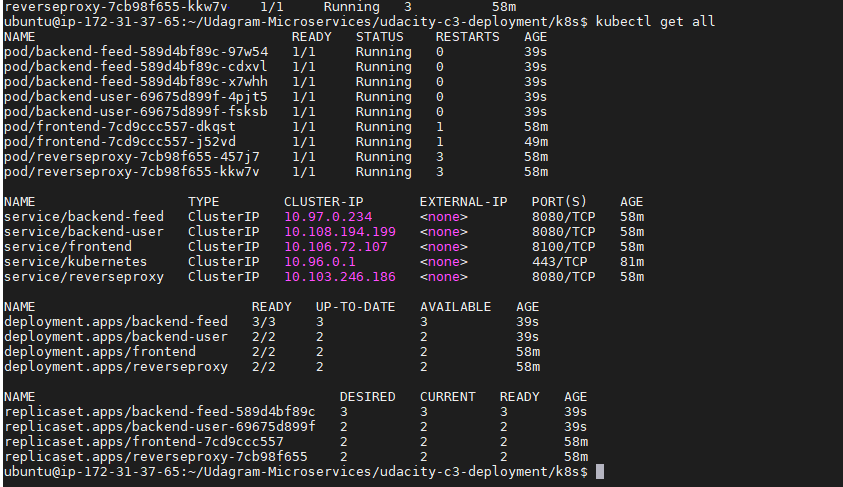 reverseproxy-7cb98f655-kkw7v 1/1 Running 3 58m
ubuntu@ip-172-31-37-65:~/Udagram-Microservices/udacity-c3-deployment/k8s$ kubectl get all
NAME READY STATUS RESTARTS AGE
pod/backend-feed-589d4bf89c-97w54 1/1 Running 0 39s
pod/backend-feed-589d4bf89c-cdxvl 1/1 Running 0 39s
pod/backend-feed-589d4bf89c-x7whh 1/1 Running 0 39s
pod/backend-user-69675d899f-4pjt5 1/1 Running 0 39s
pod/backend-user-69675d899f-fsksb 1/1 Running 0 39s
pod/frontend-7cd9ccc557-dkqst 1/1 Running 1 58m
pod/frontend-7cd9ccc557-j52vd 1/1 Running 1 49m
pod/reverseproxy-7cb98f655-457j7 1/1 Running 3 58m
pod/reverseproxy-7cb98f655-kkw7v 1/1 Running 3 58m
NAME TYPE CLUSTER-IP EXTERNAL-IP PORT(S) AGE
service/backend-feed ClusterIP 10.97.0.234 <none> 8080/TCP 58m
service/backend-user ClusterIP 10.108.194.199 <none> 8080/TCP 58m
service/frontend ClusterIP 10.106.72.107 <none> 8100/TCP 58m
service/kubernetes ClusterIP 10.96.0.1 <none> 443/TCP 81m
service/reverseproxy ClusterIP 10.103.246.186 <none> 8080/TCP 58m
NAME READY UP-TO-DATE AVAILABLE AGE
deployment.apps/backend-feed 3/3 3 3 39s
deployment.apps/backend-user 2/2 2 2 39s
deployment.apps/frontend 2/2 2 2 58m
deployment.apps/reverseproxy 2/2 2 2 58m
NAME DESIRED CURRENT READY AGE
replicaset.apps/backend-feed-589d4bf89c 3 3 3 39s
replicaset.apps/backend-user-69675d899f 2 2 2 39s
replicaset.apps/frontend-7cd9ccc557 2 2 2 58m
replicaset.apps/reverseproxy-7cb98f655 2 2 2 58m
ubuntu@ip-172-31-37-65:~/Udagram-Microservices/udacity-c3-deployment/k8s$